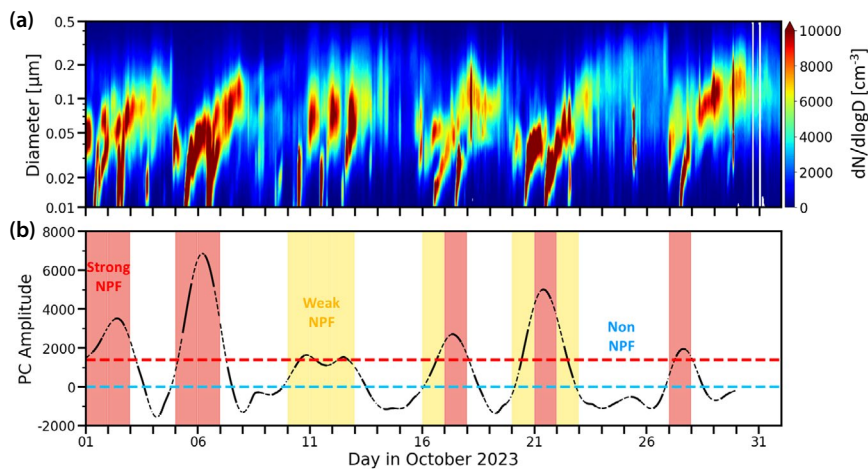 (a)
0.5
0.2
0.1
0.05
0.02
0.01
Diameter [µm]
10000
8000
6000
4000
2000
0
dN/dlogD [cm⁻³]
(b)
8000
6000
4000
2000
0
-2000
PC Amplitude
Strong
NPF
Weak
NPF
Non
NPF
01 06 11 16 21 26 31
Day in October 2023